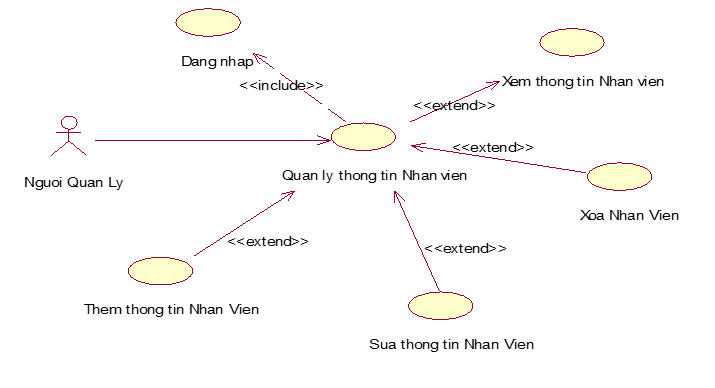 Dang nhap
Xem thong tin Nhan vien
<<include>>
<<extend>>
<<extend>>
Quan ly thong tin Nhan vien
Nguoi Quan Ly
Xoa Nhan Vien
<<extend>>
<<extend>>
Them thong tin Nhan Vien
Sua thong tin Nhan Vien